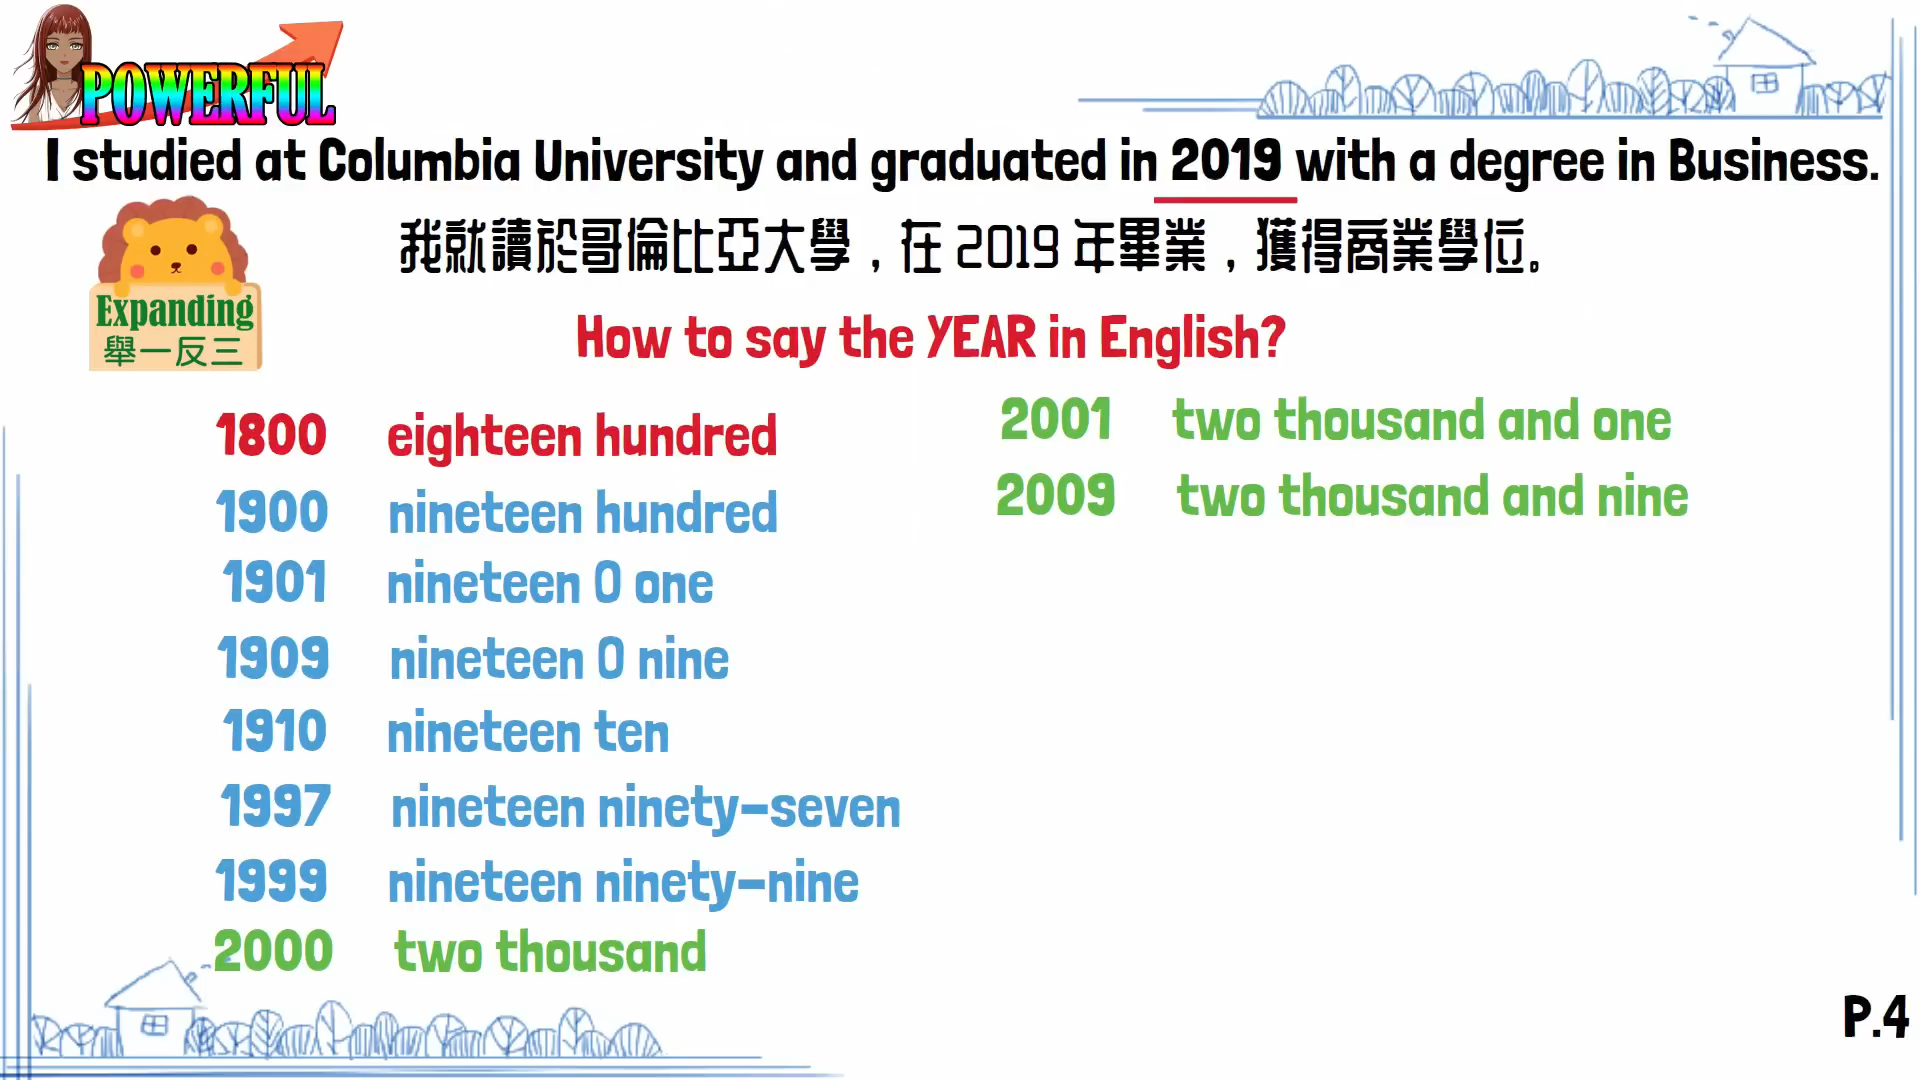 POWERFUL
I studied at Columbia University and graduated in 2019 with a degree in Business.
我就讀於哥倫比亞大學，在 2019 年畢業，獲得商業學位。
Expanding
舉一反三
How to say the YEAR in English?
1800 eighteen hundred
1900 nineteen hundred
1901 nineteen O one
1909 nineteen O nine
1910 nineteen ten
1997 nineteen ninety-seven
1999 nineteen ninety-nine
2000 two thousand
2001 two thousand and one
2009 two thousand and nine
P.4